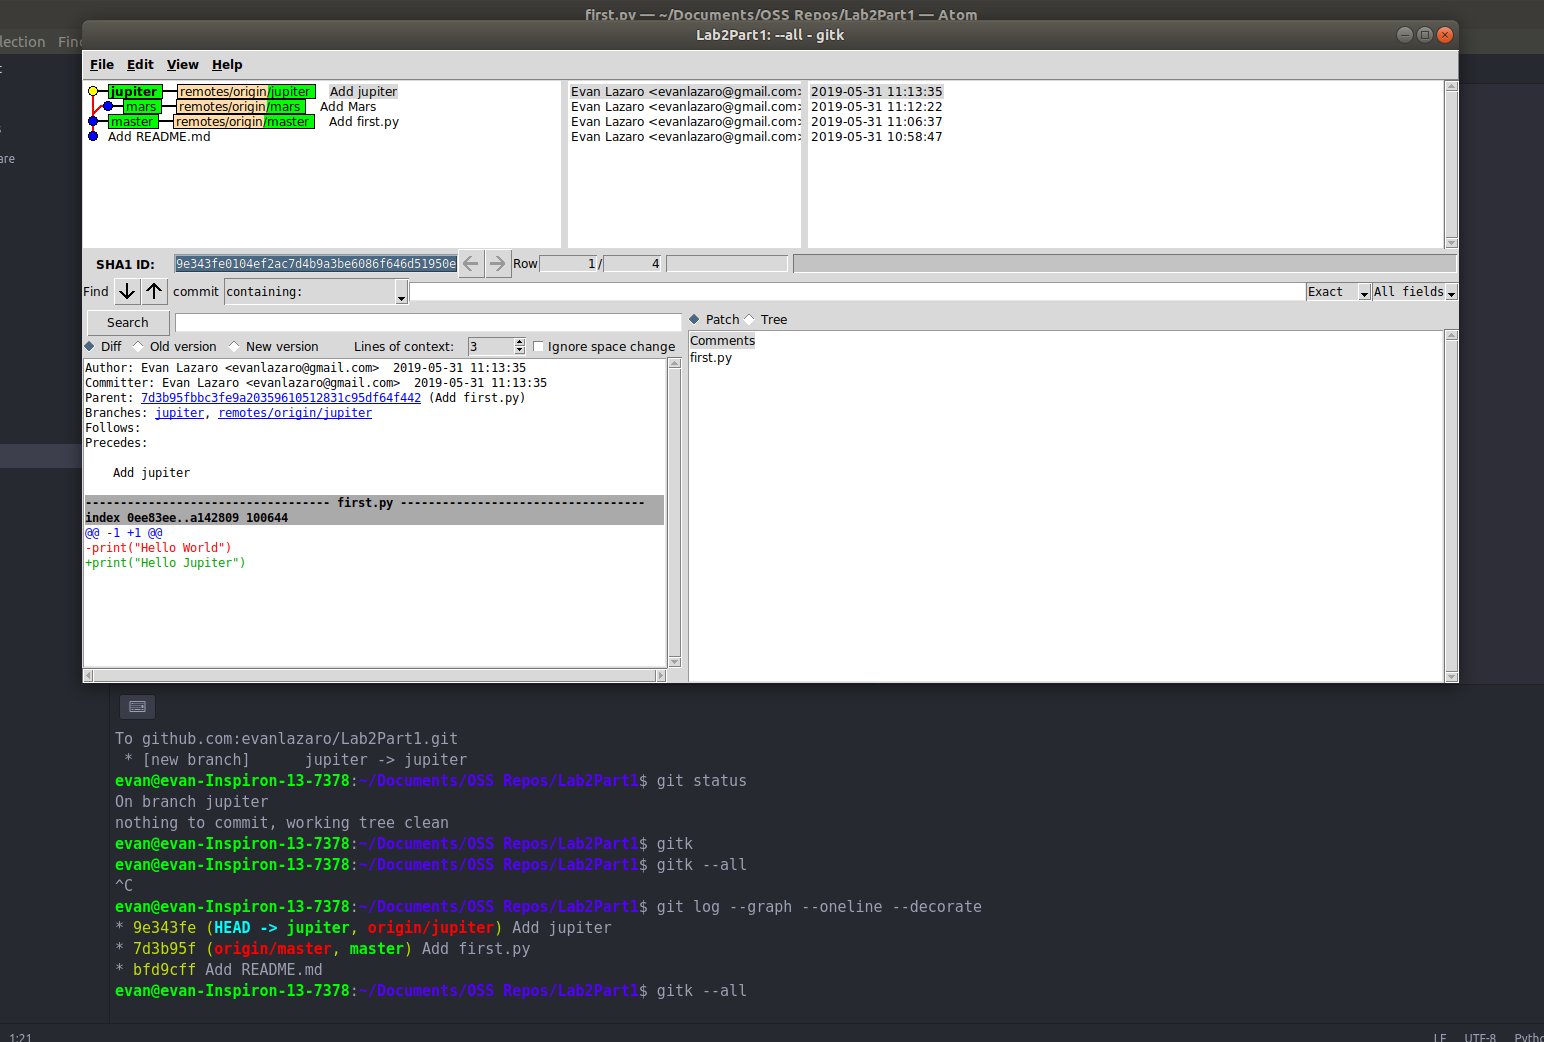 first.py — ~/Documents/OSS Repos/Lab2Part1 — Atom
lection Find
Lab2Part1: --all - gitk
File Edit View Help
jupiter remotes/origin/jupiter Add jupiter Evan Lazaro <evanlazaro@gmail.com> 2019-05-31 11:13:35
mars remotes/origin/mars Add Mars Evan Lazaro <evanlazaro@gmail.com> 2019-05-31 11:12:22
master remotes/origin/master Add first.py Evan Lazaro <evanlazaro@gmail.com> 2019-05-31 11:06:37
Add README.md Evan Lazaro <evanlazaro@gmail.com> 2019-05-31 10:58:47
are
SHA1 ID: 9e343fe0104ef2ac7d4b9a3be6086f646d51950e Row 1 / 4
Find commit containing: Exact All fields
Search
Patch Tree
Diff Old version New version Lines of context: 3 Ignore space change
Comments
first.py
Author: Evan Lazaro <evanlazaro@gmail.com>  2019-05-31 11:13:35
Committer: Evan Lazaro <evanlazaro@gmail.com>  2019-05-31 11:13:35
Parent: 7d3b95fbbc3fe9a20359610512831c95df64f442 (Add first.py)
Branches: jupiter, remotes/origin/jupiter
Follows:
Precedes:
Add jupiter
----------------------------------- first.py -----------------------------------
index 0ee83ee..a142809 100644
@@ -1 +1 @@
-print("Hello World")
+print("Hello Jupiter")
To github.com:evanlazaro/Lab2Part1.git
* [new branch]      jupiter -> jupiter
evan@evan-Inspiron-13-7378:~/Documents/OSS Repos/Lab2Part1$ git status
On branch jupiter
nothing to commit, working tree clean
evan@evan-Inspiron-13-7378:~/Documents/OSS Repos/Lab2Part1$ gitk
evan@evan-Inspiron-13-7378:~/Documents/OSS Repos/Lab2Part1$ gitk --all
^C
evan@evan-Inspiron-13-7378:~/Documents/OSS Repos/Lab2Part1$ git log --graph --oneline --decorate
* 9e343fe (HEAD -> jupiter, origin/jupiter) Add jupiter
* 7d3b95f (origin/master, master) Add first.py
* bfd9cff Add README.md
evan@evan-Inspiron-13-7378:~/Documents/OSS Repos/Lab2Part1$ gitk --all
1:21 LF UTF-8 Pytho